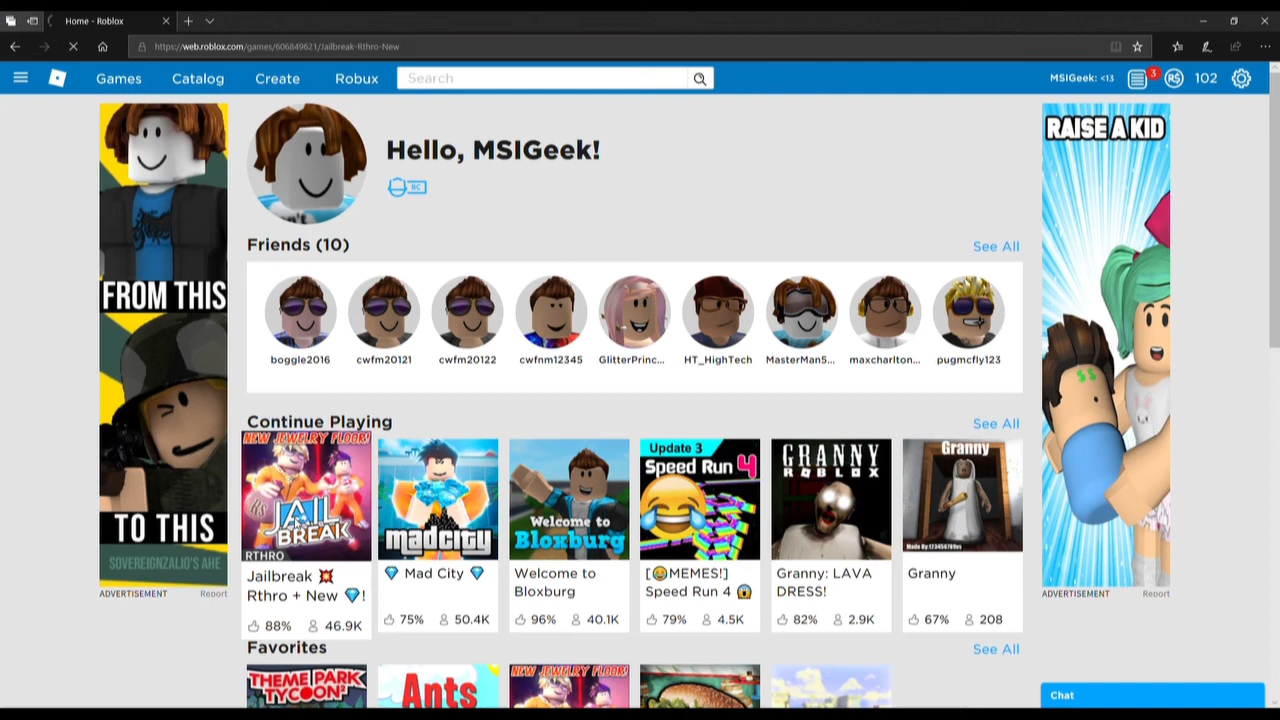 Home - Roblox
https://web.roblox.com/games/606849621/Jailbreak-Rthro-New
Games
Catalog
Create
Robux
Search
MSIGeek: <13
3
R$
102
Hello, MSIGeek!
BC
Friends (10)
See All
boggle2016
cwfm20121
cwfm20122
cwfnm12345
GlitterPrinc...
HT_HighTech
MasterMan5...
maxcharlton...
pugmcfly123
Continue Playing
See All
NEW JEWELRY FLOOR!
JAIL
BREAK
RTHRO
Jailbreak 💥
Rthro + New 💎!
88% 46.9K
madcity
💎 Mad City 💎
75% 50.4K
Welcome to
Bloxburg
Welcome to
Bloxburg
96% 40.1K
Update 3
Speed Run 4
[😂MEMES!]
Speed Run 4 😱
79% 4.5K
GRANNY
ROBLOX
Granny: LAVA
DRESS!
82% 2.9K
Granny
Granny
67% 208
Favorites
See All
THEME PARK
TYCOON 2
Ants
NEW JEWELRY FLOOR!
FROM THIS
TO THIS
SOVEREIGNZALIO'S AHE
ADVERTISEMENT
Report
RAISE A KID
$$
ADVERTISEMENT
Report
Chat